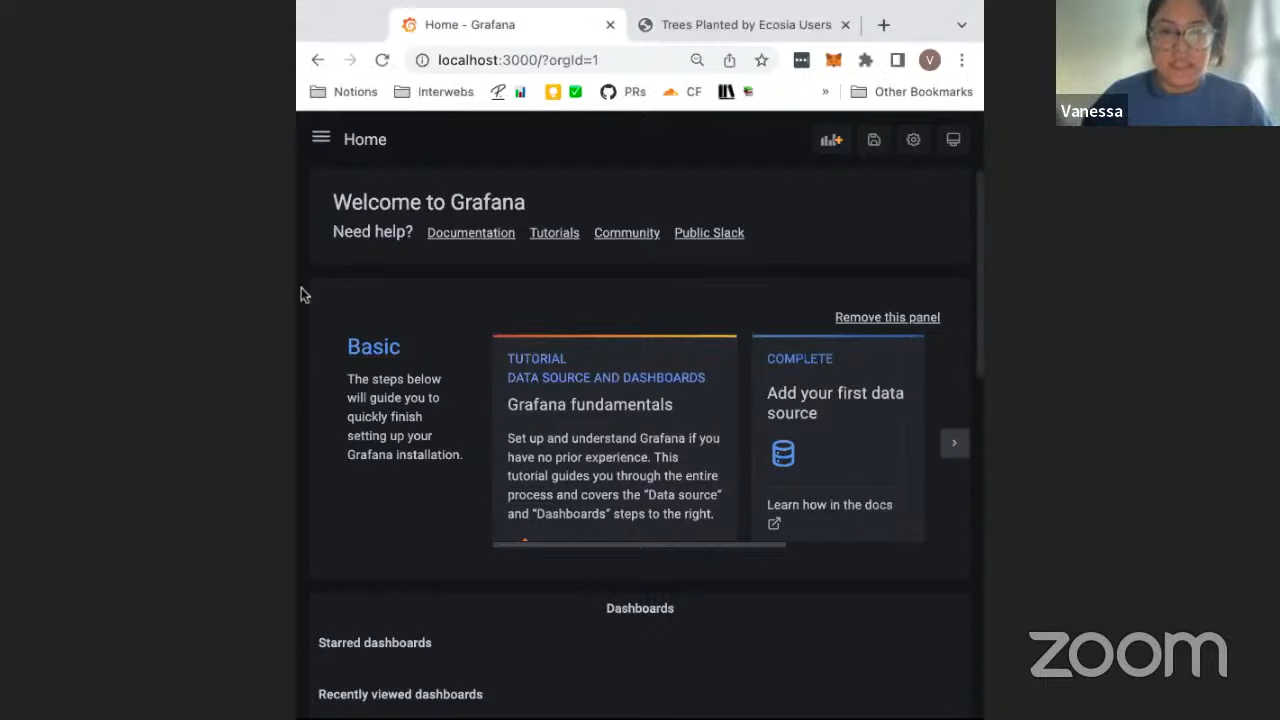 Home - Grafana
Trees Planted by Ecosia Users
localhost:3000/?orgId=1
V
Notions
Interwebs
PRs
CF
»
Other Bookmarks
Vanessa
Home
Welcome to Grafana
Need help? Documentation Tutorials Community Public Slack
Remove this panel
Basic
The steps below
will guide you to
quickly finish
setting up your
Grafana installation.
TUTORIAL
DATA SOURCE AND DASHBOARDS
Grafana fundamentals
Set up and understand Grafana if you
have no prior experience. This
tutorial guides you through the entire
process and covers the “Data source”
and “Dashboards” steps to the right.
COMPLETE
Add your first data
source
Learn how in the docs
Dashboards
Starred dashboards
Recently viewed dashboards
zoom